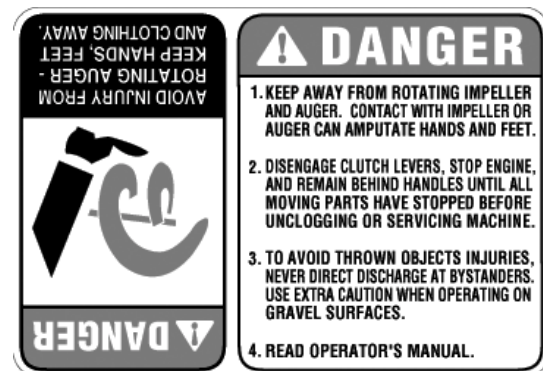 DANGER
AVOID INJURY FROM
ROTATING AUGER -
KEEP HANDS, FEET
AND CLOTHING AWAY.
DANGER
1. KEEP AWAY FROM ROTATING IMPELLER
AND AUGER. CONTACT WITH IMPELLER OR
AUGER CAN AMPUTATE HANDS AND FEET.
2. DISENGAGE CLUTCH LEVERS, STOP ENGINE,
AND REMAIN BEHIND HANDLES UNTIL ALL
MOVING PARTS HAVE STOPPED BEFORE
UNCLOGGING OR SERVICING MACHINE.
3. TO AVOID THROWN OBJECTS INJURIES,
NEVER DIRECT DISCHARGE AT BYSTANDERS.
USE EXTRA CAUTION WHEN OPERATING ON
GRAVEL SURFACES.
4. READ OPERATOR'S MANUAL.